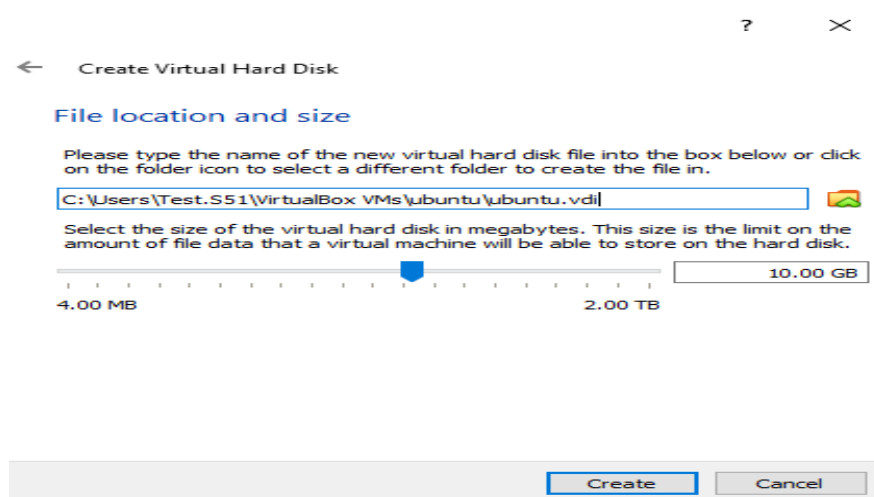 ?
Create Virtual Hard Disk
File location and size
Please type the name of the new virtual hard disk file into the box below or click
on the folder icon to select a different folder to create the file in.
C:\Users\Test.S51\VirtualBox VMs\ubuntu\ubuntu.vdi
Select the size of the virtual hard disk in megabytes. This size is the limit on the
amount of file data that a virtual machine will be able to store on the hard disk.
10.00 GB
4.00 MB 2.00 TB
Create Cancel